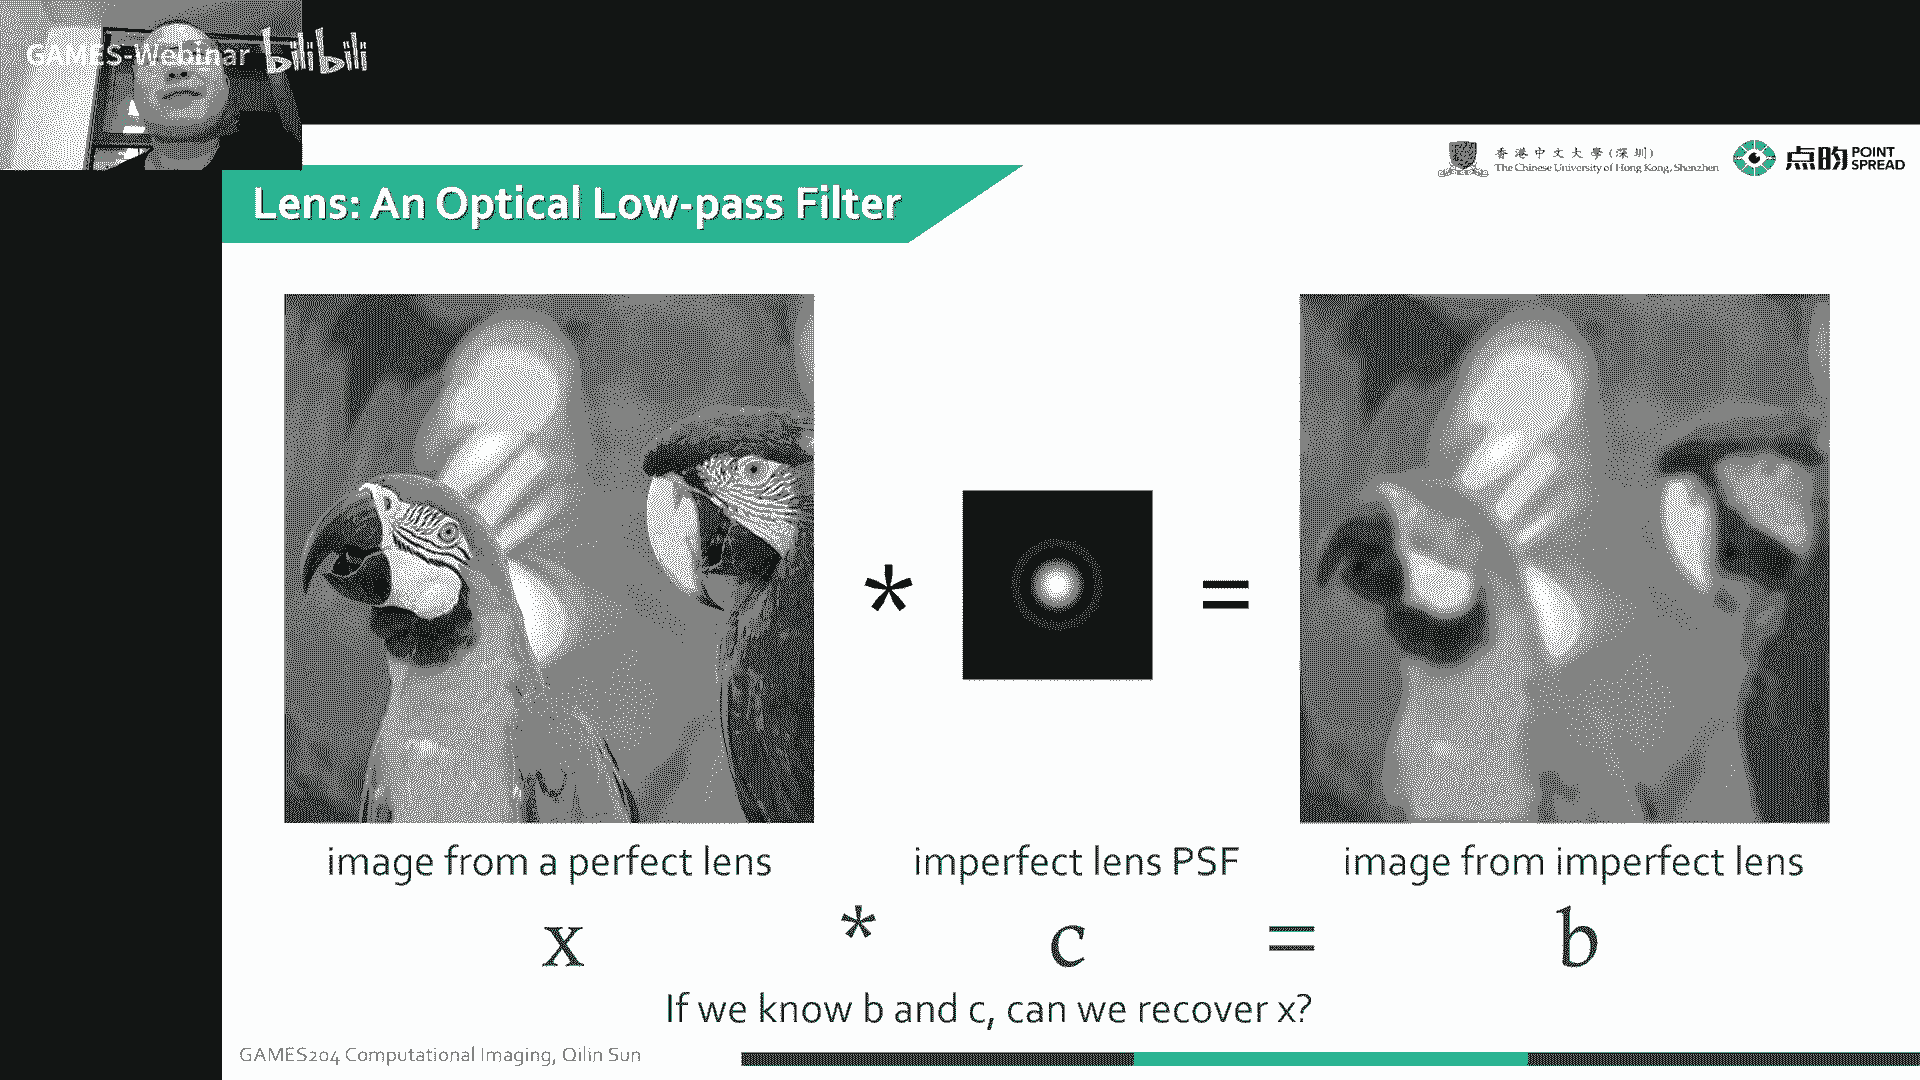 GAMES-Webinar bilibili
香港中文大學(深圳)
The Chinese University of Hong Kong, Shenzhen
点昀 POINT SPREAD
Lens: An Optical Low-pass Filter
* =
image from a perfect lens imperfect lens PSF image from imperfect lens
x * c = b
If we know b and c, can we recover x?
GAMES204 Computational Imaging, Qilin Sun